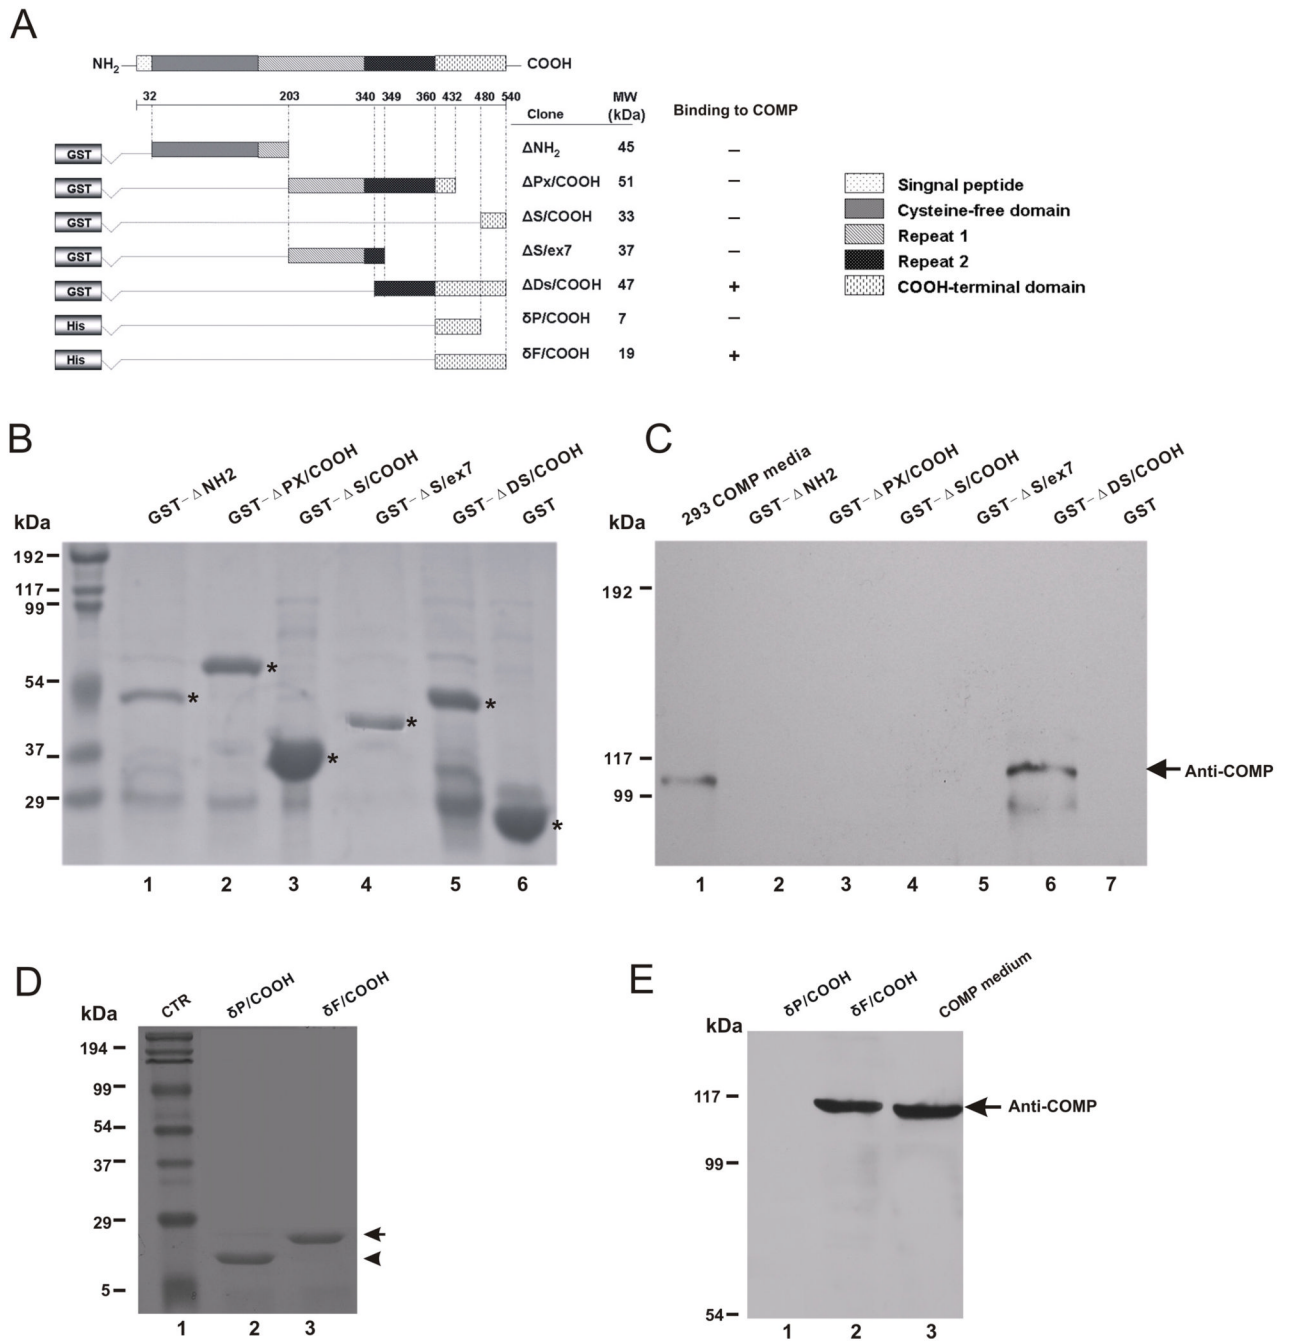 A
NH2 COOH
32 203 340 349 360 432 480 540
Clone MW (kDa) Binding to COMP
GST ΔNH2 45 –
GST ΔPx/COOH 51 –
GST ΔS/COOH 33 –
GST ΔS/ex7 37 –
GST ΔDs/COOH 47 +
His δP/COOH 7 –
His δF/COOH 19 +
Singnal peptide
Cysteine-free domain
Repeat 1
Repeat 2
COOH-terminal domain
B
kDa
GST-ΔNH2 GST-ΔPX/COOH GST-ΔS/COOH GST-ΔS/ex7 GST-ΔDS/COOH GST
192
117
99
54
37
29
* * * * * *
1 2 3 4 5 6
C
kDa
293 COMP media GST-ΔNH2 GST-ΔPX/COOH GST-ΔS/COOH GST-ΔS/ex7 GST-ΔDS/COOH GST
192
117
99
Anti-COMP
1 2 3 4 5 6 7
D
kDa
CTR δP/COOH δF/COOH
194
99
54
37
29
5
1 2 3
E
kDa
δP/COOH δF/COOH COMP medium
117
99
54
Anti-COMP
1 2 3